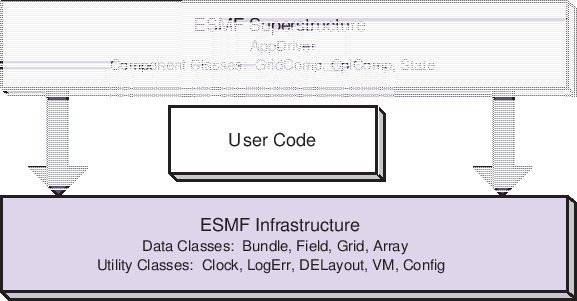 ESMF Superstructure
AppDriver
Component Classes: GridComp, CplComp, State
User Code
ESMF Infrastructure
Data Classes: Bundle, Field, Grid, Array
Utility Classes: Clock, LogErr, DELayout, VM, Config